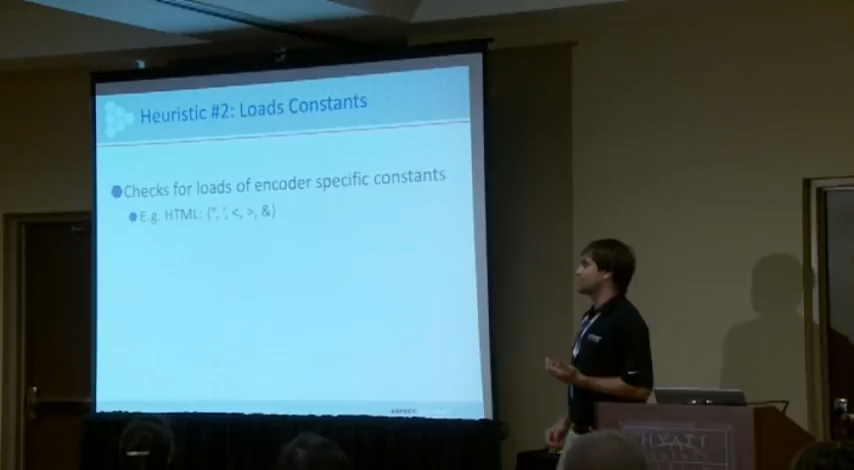 Heuristic #2: Loads Constants
Checks for loads of encoder specific constants
E.g. HTML: {", ', <, >, &}
HYATT